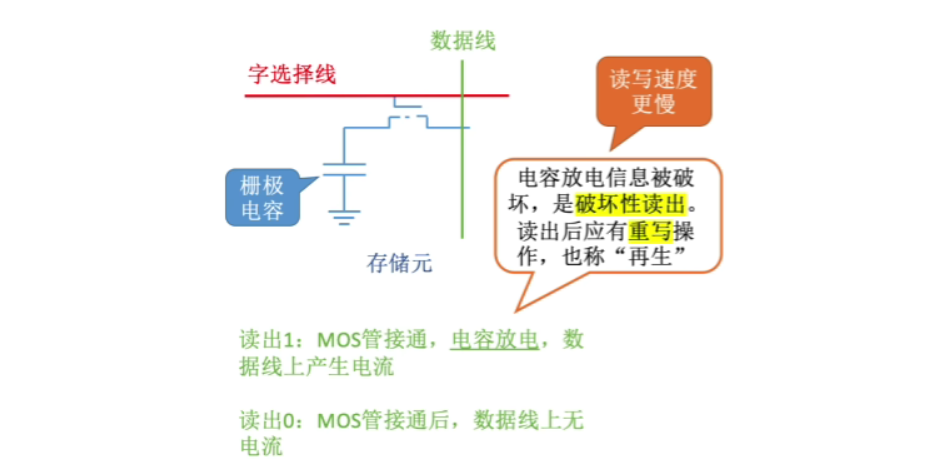 数据线
字选择线
读写速度
更慢
栅极
电容
电容放电信息被破
坏，是破坏性读出。
读出后应有重写操
作，也称“再生”
存储元
读出1：MOS管接通，电容放电，数
据线上产生电流
读出0：MOS管接通后，数据线上无
电流